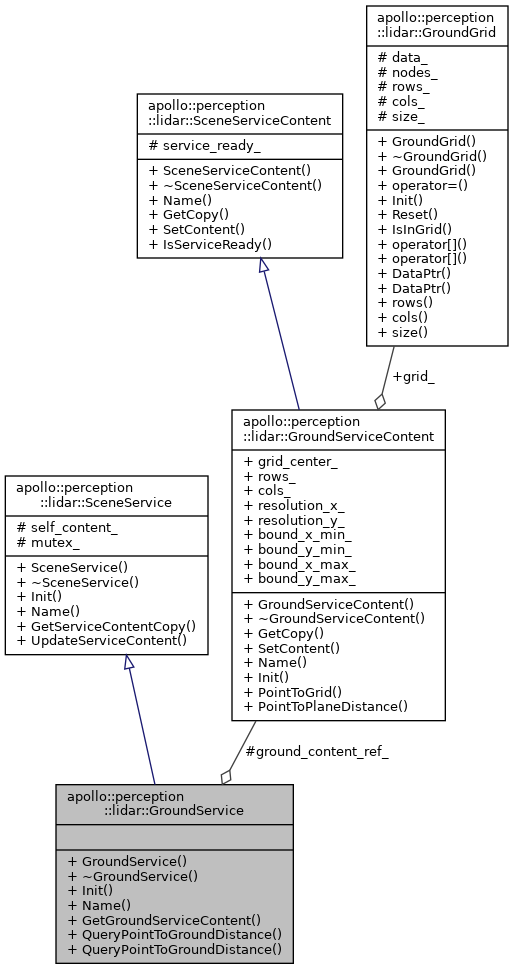 apollo::perception
::lidar::GroundGrid
# data_
# nodes_
# rows_
# cols_
# size_
+ GroundGrid()
+ ~GroundGrid()
+ GroundGrid()
+ operator=()
+ Init()
+ Reset()
+ IsInGrid()
+ operator[]()
+ operator[]()
+ DataPtr()
+ DataPtr()
+ rows()
+ cols()
+ size()
apollo::perception
::lidar::SceneServiceContent
# service_ready_
+ SceneServiceContent()
+ ~SceneServiceContent()
+ Name()
+ GetCopy()
+ SetContent()
+ IsServiceReady()
+grid_
apollo::perception
::lidar::GroundServiceContent
+ grid_center_
+ rows_
+ cols_
+ resolution_x_
+ resolution_y_
+ bound_x_min_
+ bound_y_min_
+ bound_x_max_
+ bound_y_max_
+ GroundServiceContent()
+ ~GroundServiceContent()
+ GetCopy()
+ SetContent()
+ Name()
+ Init()
+ PointToGrid()
+ PointToPlaneDistance()
apollo::perception
::lidar::SceneService
# self_content_
# mutex_
+ SceneService()
+ ~SceneService()
+ Init()
+ Name()
+ GetServiceContentCopy()
+ UpdateServiceContent()
#ground_content_ref_
apollo::perception
::lidar::GroundService
+ GroundService()
+ ~GroundService()
+ Init()
+ Name()
+ GetGroundServiceContent()
+ QueryPointToGroundDistance()
+ QueryPointToGroundDistance()